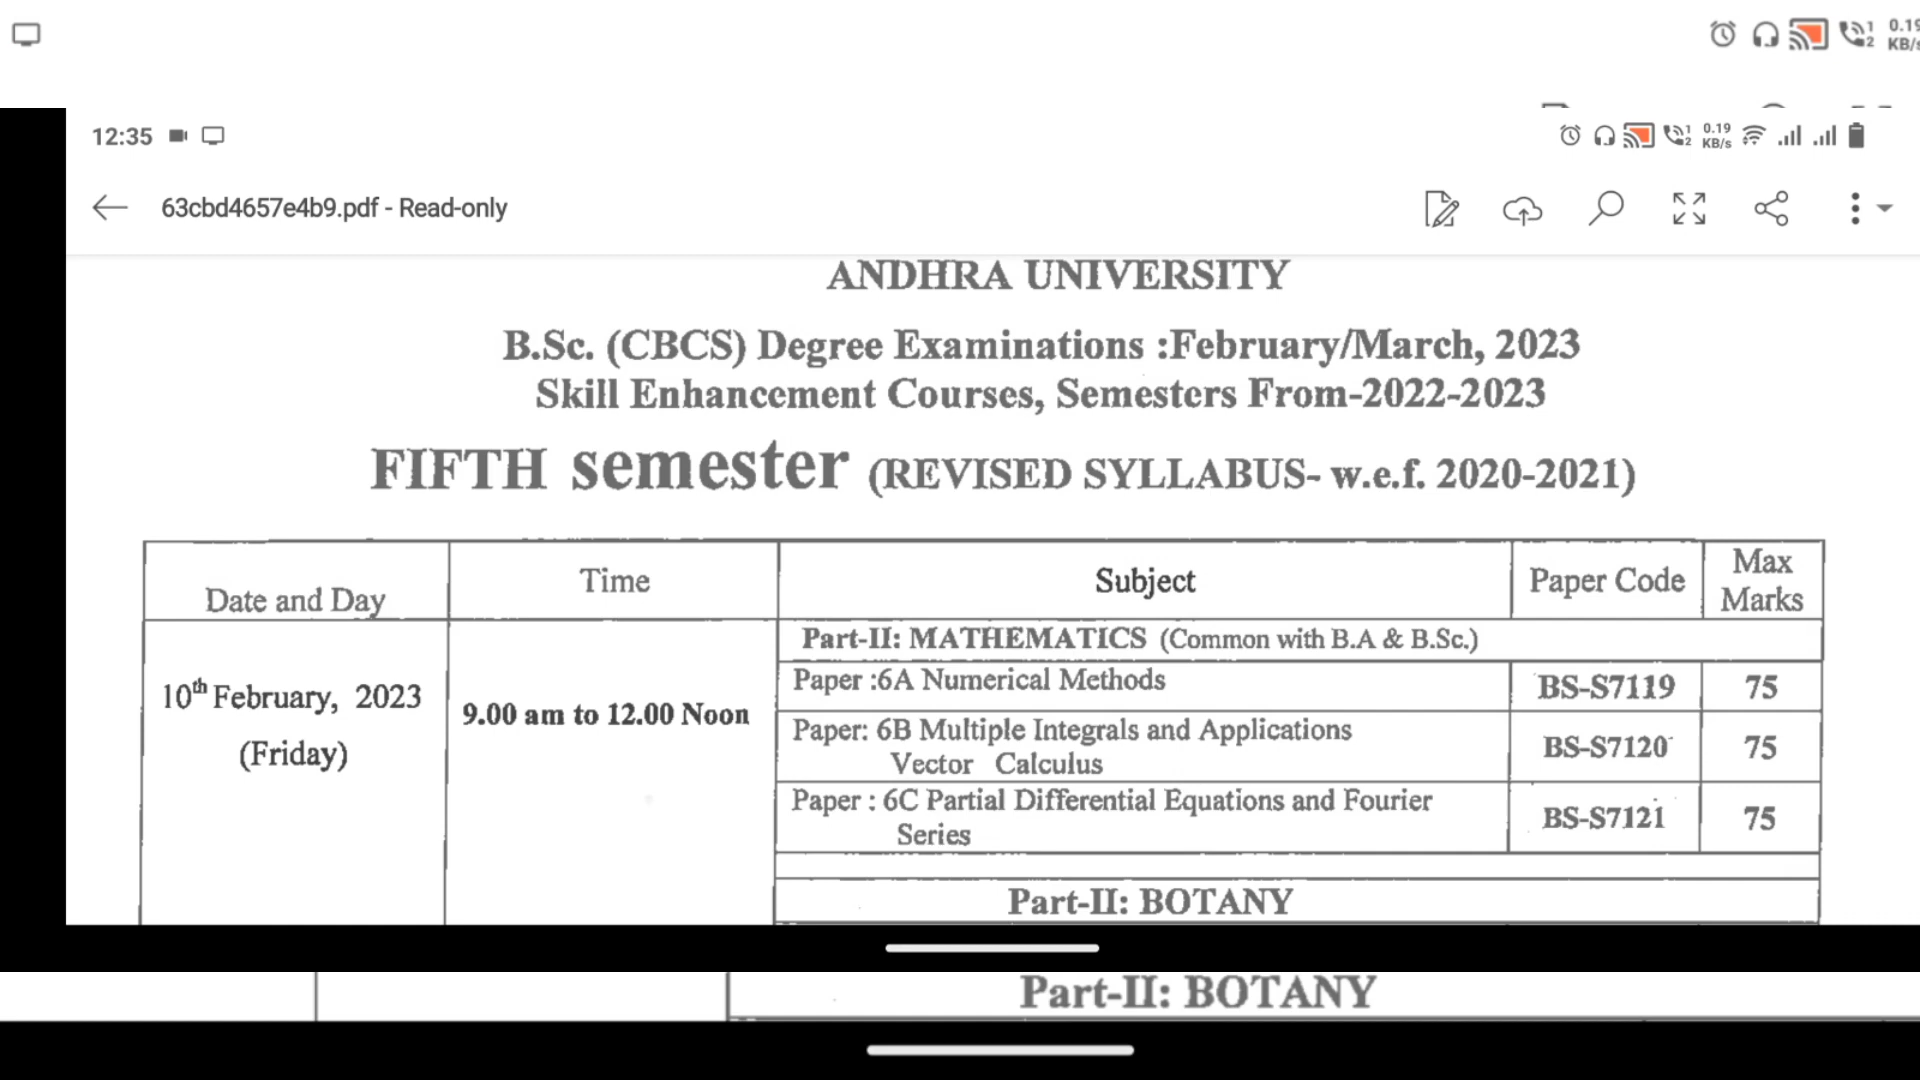 0.19
KB/s
12:35
0.19
KB/s
63cbd4657e4b9.pdf - Read-only
ANDHRA UNIVERSITY
B.Sc. (CBCS) Degree Examinations :February/March, 2023
Skill Enhancement Courses, Semesters From-2022-2023
FIFTH semester (REVISED SYLLABUS- w.e.f. 2020-2021)
Date and Day
Time
Subject
Paper Code
Max
Marks
10th February, 2023
(Friday)
9.00 am to 12.00 Noon
Part-II: MATHEMATICS (Common with B.A & B.Sc.)
Paper :6A Numerical Methods
BS-S7119
75
Paper: 6B Multiple Integrals and Applications
Vector Calculus
BS-S7120
75
Paper : 6C Partial Differential Equations and Fourier
Series
BS-S7121
75
Part-II: BOTANY
Part-II: BOTANY